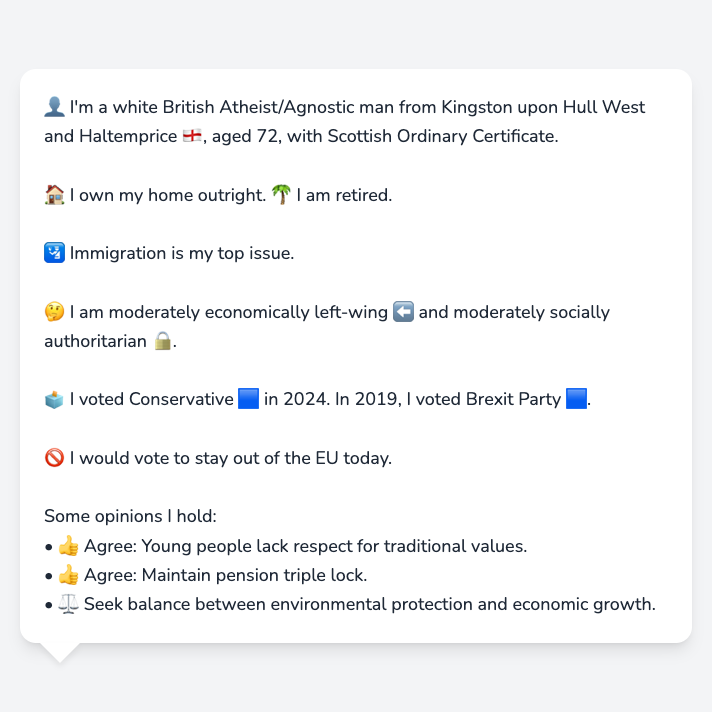 👤 I'm a white British Atheist/Agnostic man from Kingston upon Hull West
and Haltemprice 🏴󠁧󠁢󠁥󠁮󠁧󠁿, aged 72, with Scottish Ordinary Certificate.
🏠 I own my home outright. 🌴 I am retired.
🛂 Immigration is my top issue.
🤔 I am moderately economically left-wing ⬅️ and moderately socially
authoritarian 🔒.
🗳️ I voted Conservative 🟦 in 2024. In 2019, I voted Brexit Party 🟦.
🚫 I would vote to stay out of the EU today.
Some opinions I hold:
• 👍 Agree: Young people lack respect for traditional values.
• 👍 Agree: Maintain pension triple lock.
• ⚖️ Seek balance between environmental protection and economic growth.